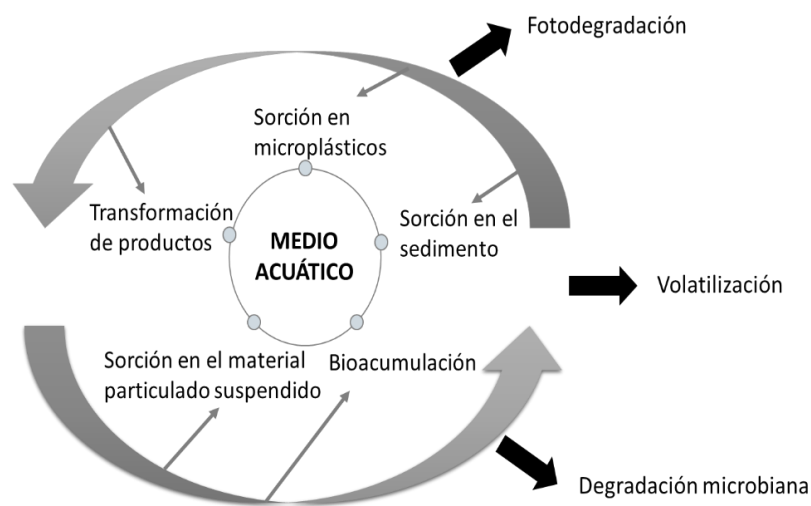 Fotodegradación
Sorción en
microplásticos
Transformación
de productos
Sorción en el
sedimento
MEDIO
ACUÁTICO
Volatilización
Sorción en el material
particulado suspendido
Bioacumulación
Degradación microbiana